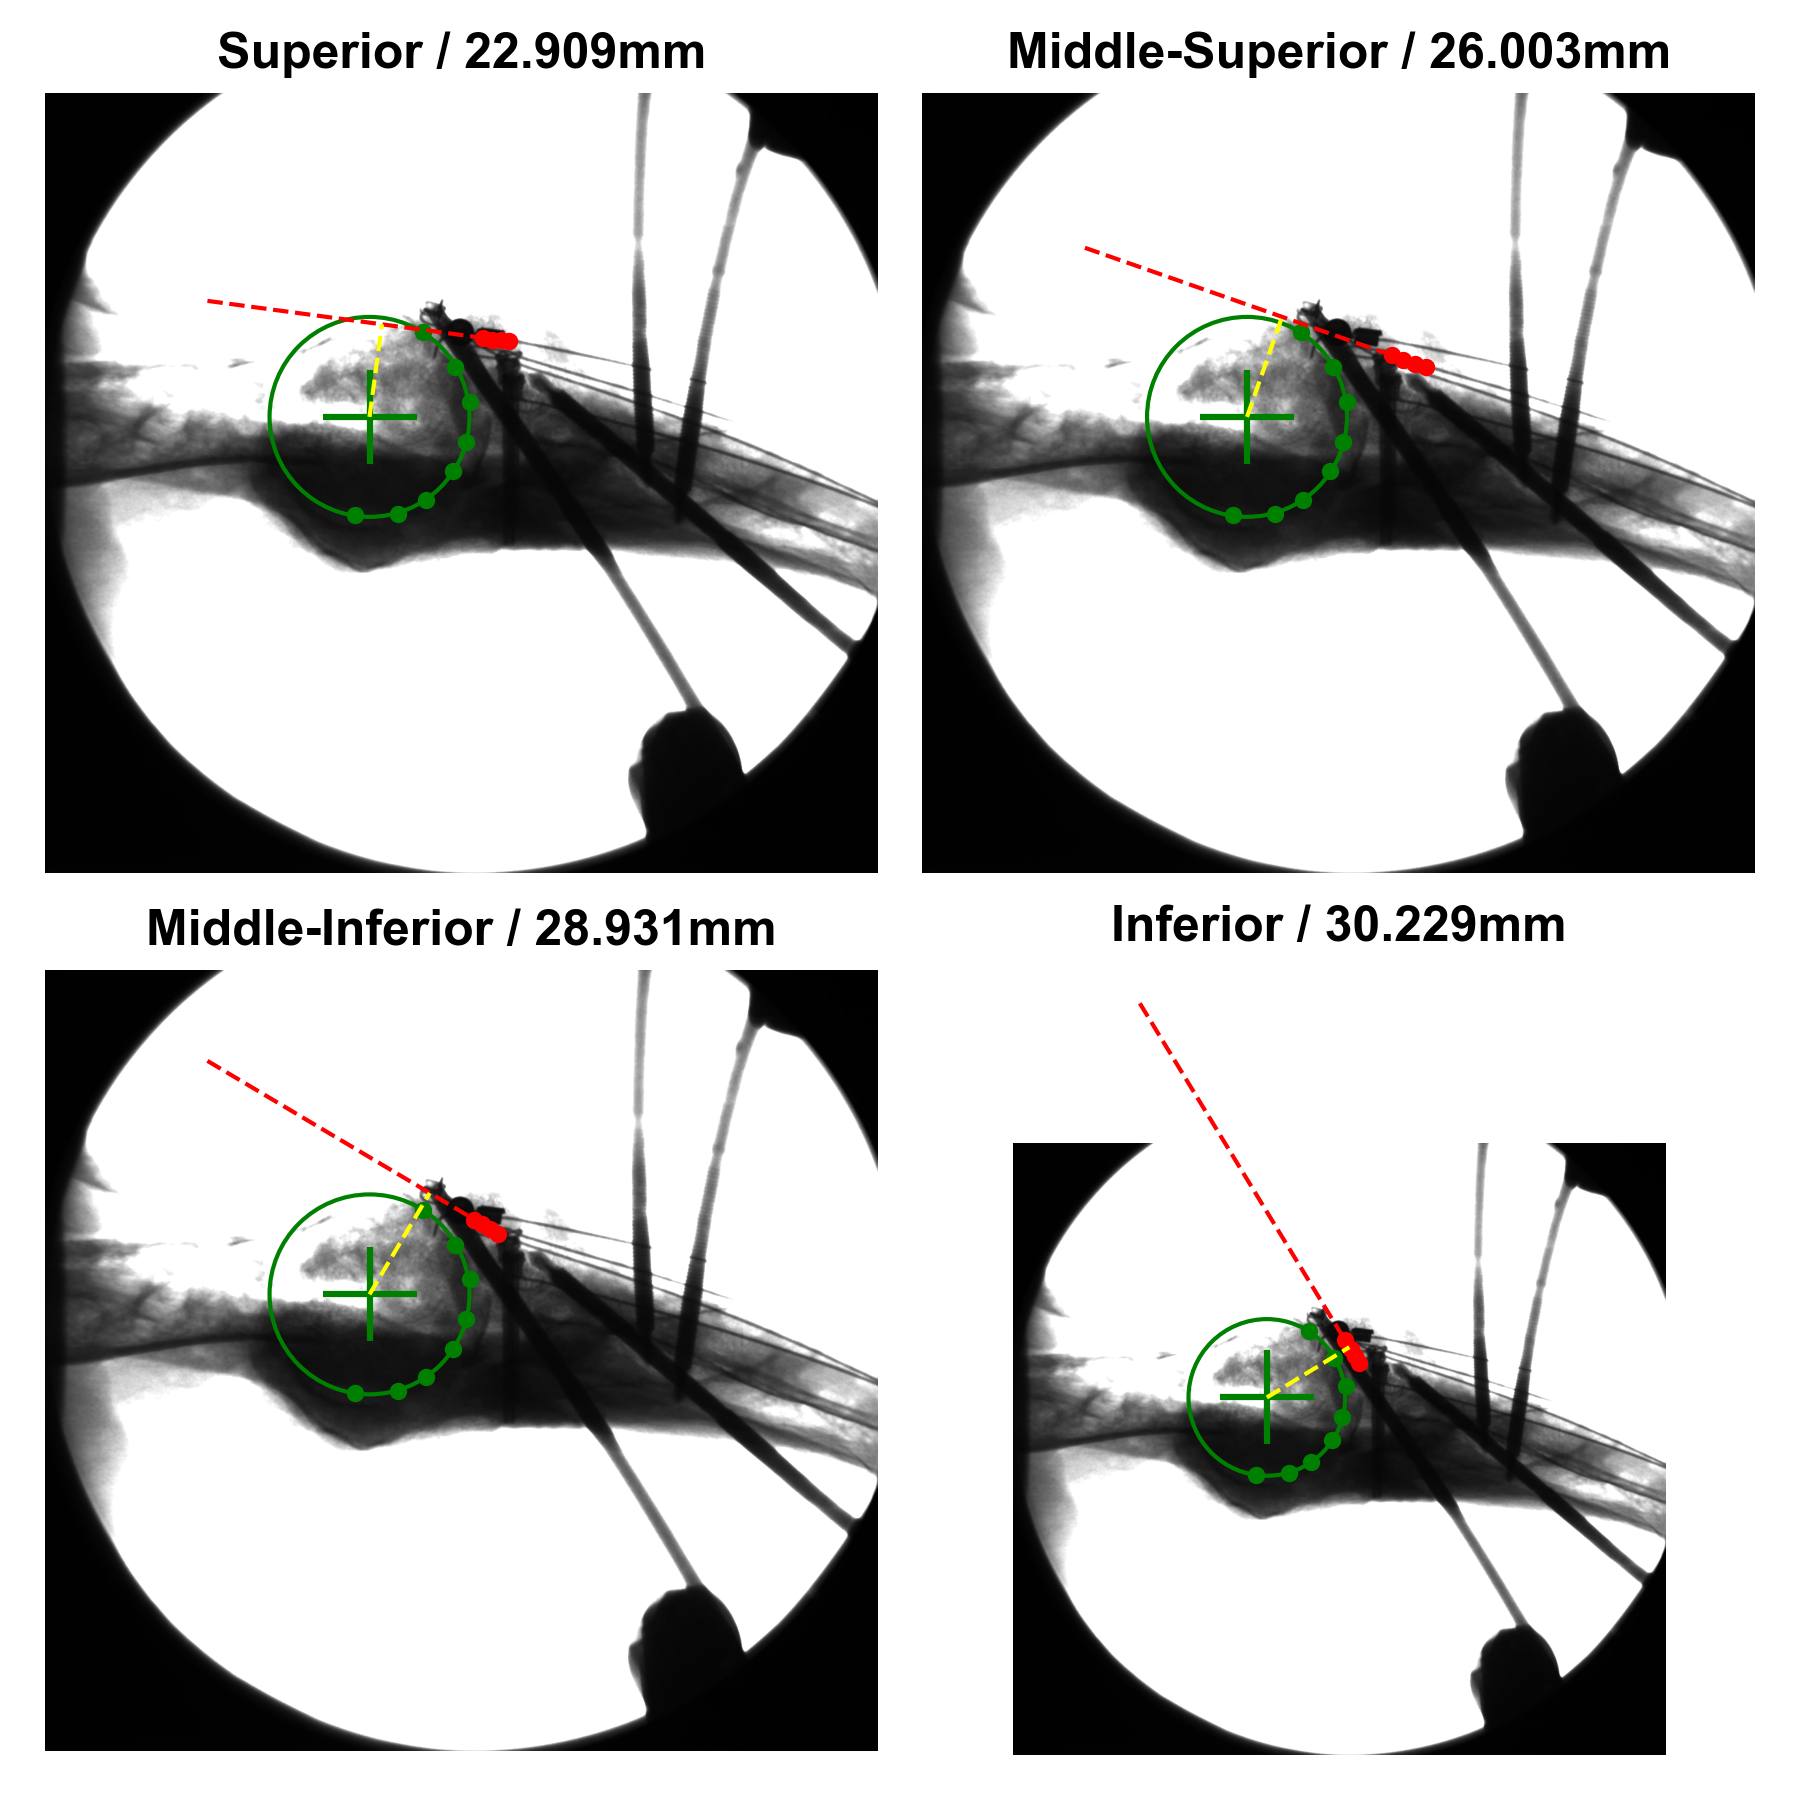 Superior / 22.909mm
Middle-Superior / 26.003mm
Middle-Inferior / 28.931mm
Inferior / 30.229mm